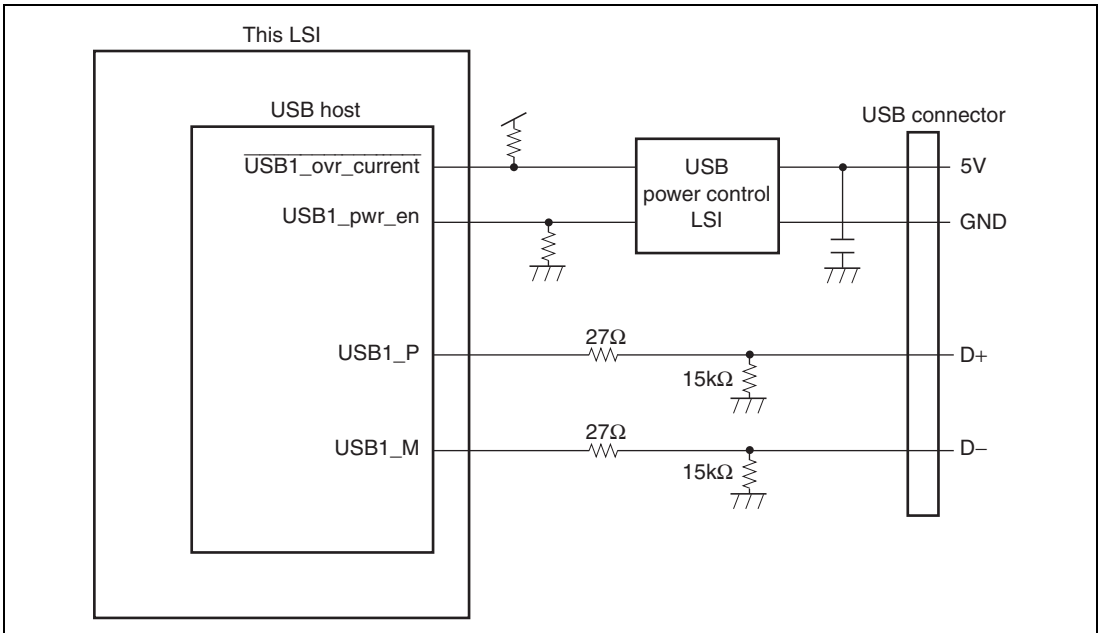 This LSI
USB host
USB connector
USB1_ovr_current
USB
power control
LSI
5V
USB1_pwr_en
GND
27Ω
USB1_P
D+
15kΩ
27Ω
USB1_M
D−
15kΩ